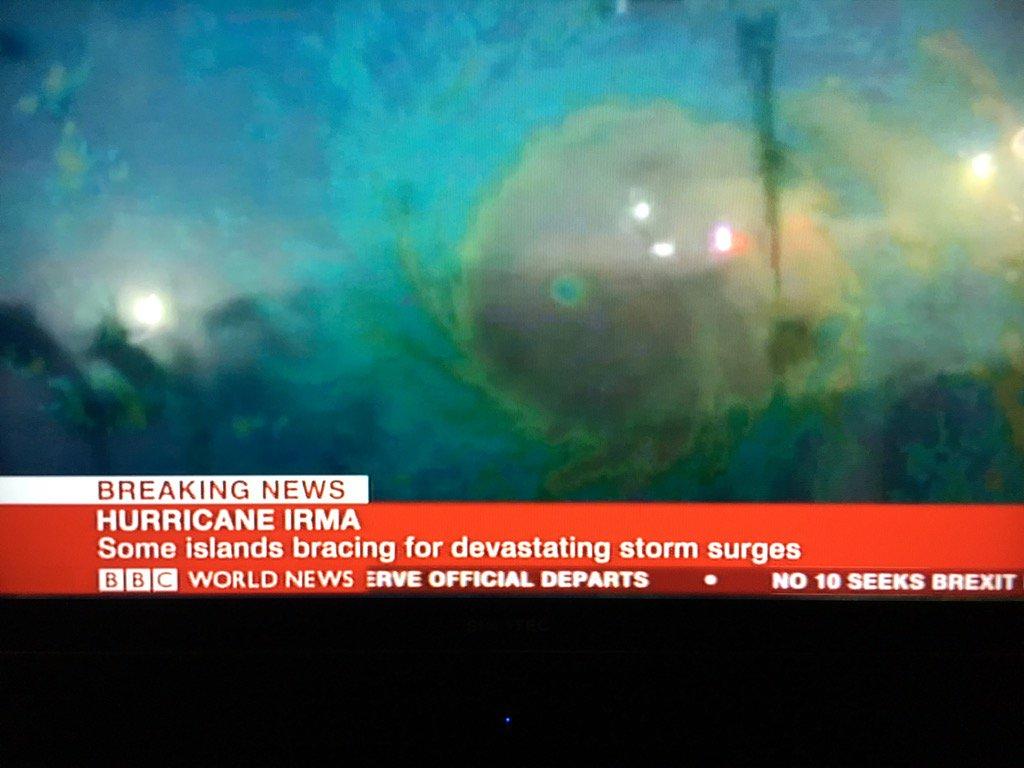 BREAKING NEWS
HURRICANE IRMA
Some islands bracing for devastating storm surges
BBC WORLD NEWS ERVE OFFICIAL DEPARTS • NO 10 SEEKS BREXIT